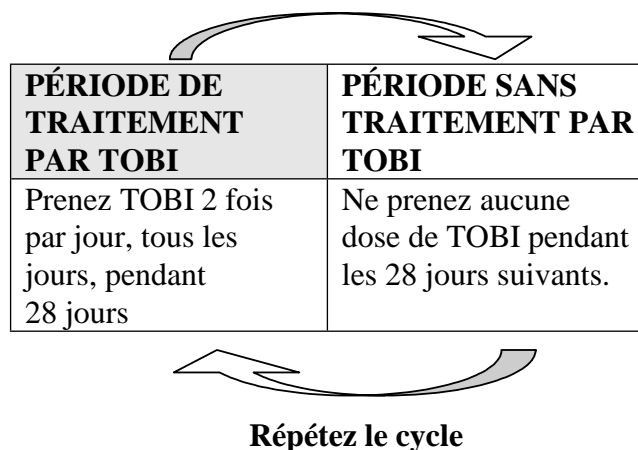 PÉRIODE DE
TRAITEMENT
PAR TOBI
PÉRIODE SANS
TRAITEMENT PAR
TOBI
Prenez TOBI 2 fois
par jour, tous les
jours, pendant
28 jours
Ne prenez aucune
dose de TOBI pendant
les 28 jours suivants.
Répétez le cycle